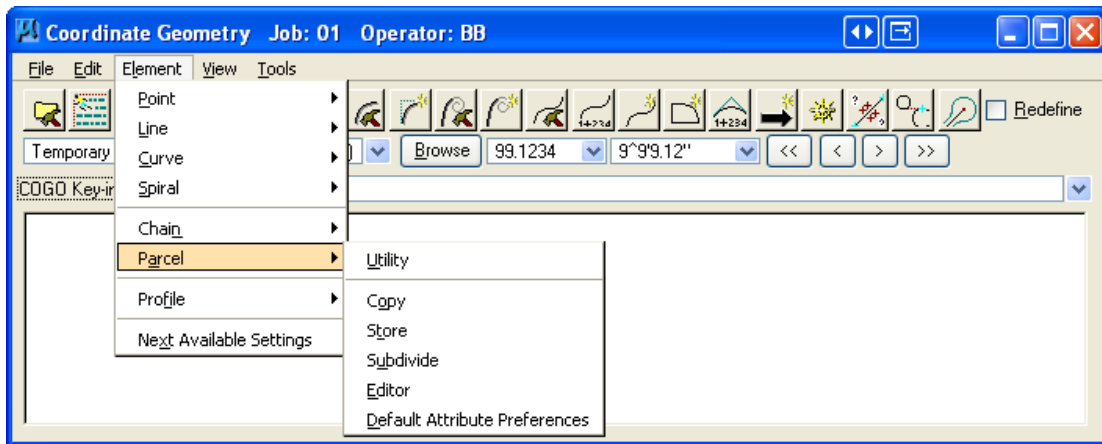 Coordinate Geometry Job: 01 Operator: BB
File Edit Element View Tools
Redefine
Temporary
Browse 99.1234 9^9'9.12" << < > >>
COGO Key-in
Point
Line
Curve
Spiral
Chain
Parcel
Profile
Next Available Settings
Utility
Copy
Store
Subdivide
Editor
Default Attribute Preferences